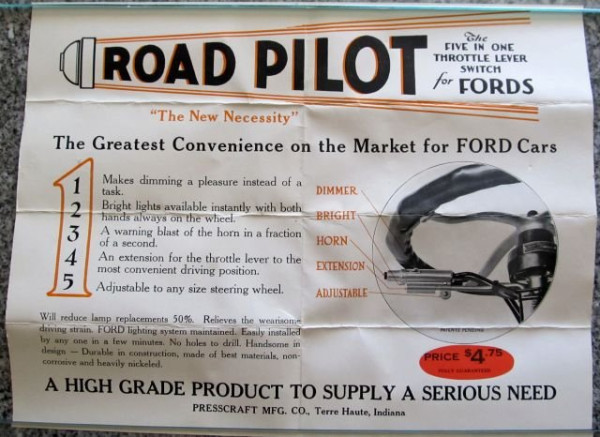 ROAD PILOT
The
FIVE IN ONE
THROTTLE LEVER
SWITCH
for FORDS
"The New Necessity"
The Greatest Convenience on the Market for FORD Cars
1 Makes dimming a pleasure instead of a
task.
2 Bright lights available instantly with both
hands always on the wheel.
3 A warning blast of the horn in a fraction
of a second.
4 An extension for the throttle lever to the
most convenient driving position.
5 Adjustable to any size steering wheel.
DIMMER
BRIGHT
HORN
EXTENSION
ADJUSTABLE
Will reduce lamp replacements 50%. Relieves the wearisome
driving strain. FORD lighting system maintained. Easily installed
by any one in a few minutes. No holes to drill. Handsome in
design — Durable in construction, made of best materials, non-
corrosive and heavily nickeled.
PATENTS PENDING
PRICE $4.75
FULLY GUARANTEED
A HIGH GRADE PRODUCT TO SUPPLY A SERIOUS NEED
PRESSCRAFT MFG. CO., Terre Haute, Indiana